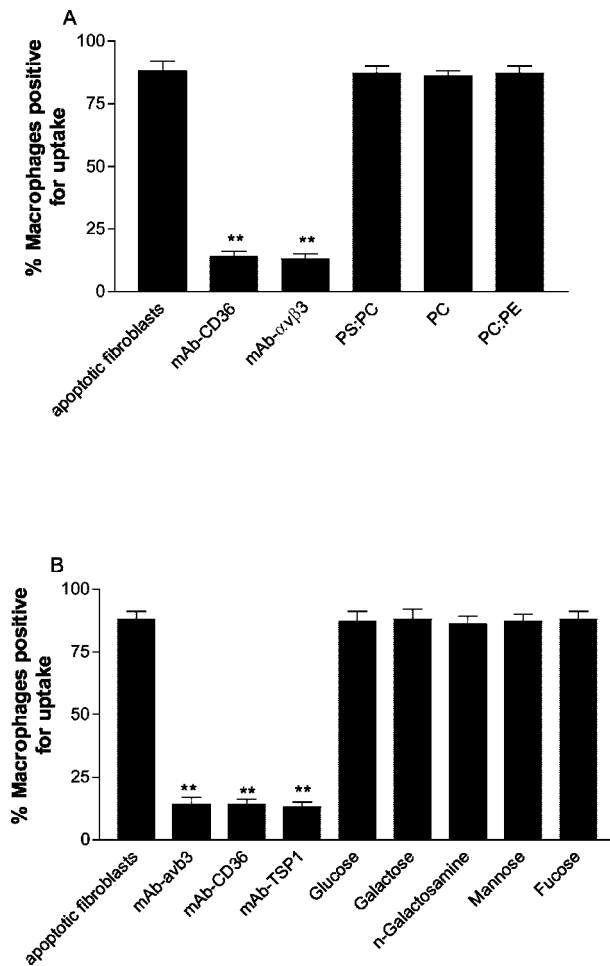 A
% Macrophages positive
for uptake
100
75
50
25
0
**
**
apoptotic fibroblasts
mAb-CD36
mAb-αvβ3
PS:PC
PC
PC:PE
B
% Macrophages positive
for uptake
100
75
50
25
0
**
**
**
apoptotic fibroblasts
mAb-avb3
mAb-CD36
mAb-TSP1
Glucose
Galactose
n-Galactosamine
Mannose
Fucose